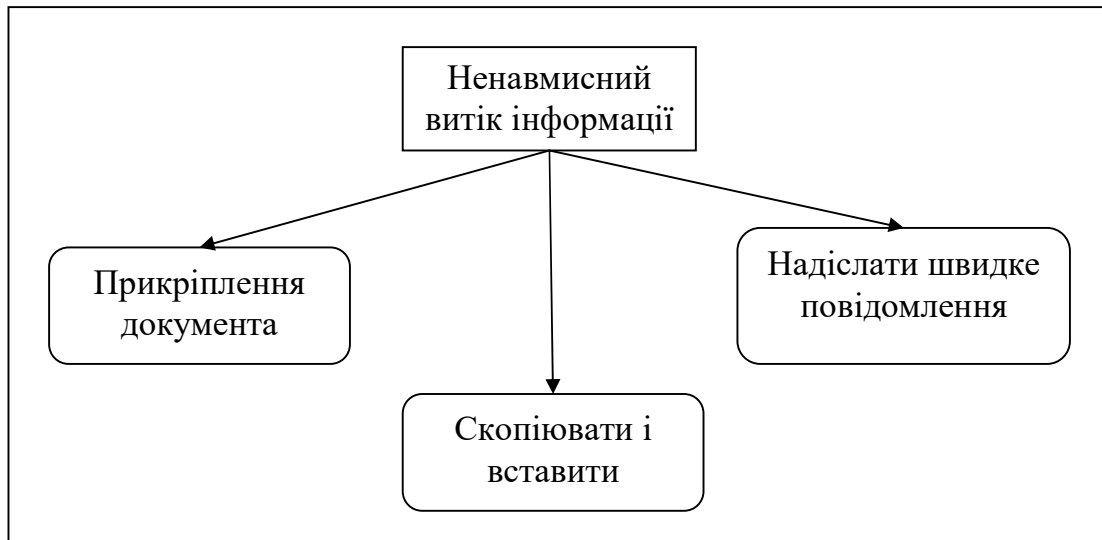 Ненавмисний
витік інформації
Прикріплення
документа
Надіслати швидке
повідомлення
Скопіювати і
вставити